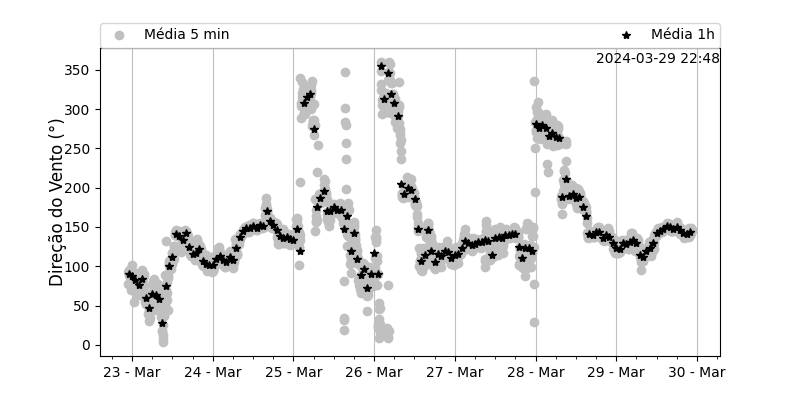 Média 5 min
Média 1h
2024-03-29 22:48
Direção do Vento (°)
350
300
250
200
150
100
50
0
23 - Mar
24 - Mar
25 - Mar
26 - Mar
27 - Mar
28 - Mar
29 - Mar
30 - Mar